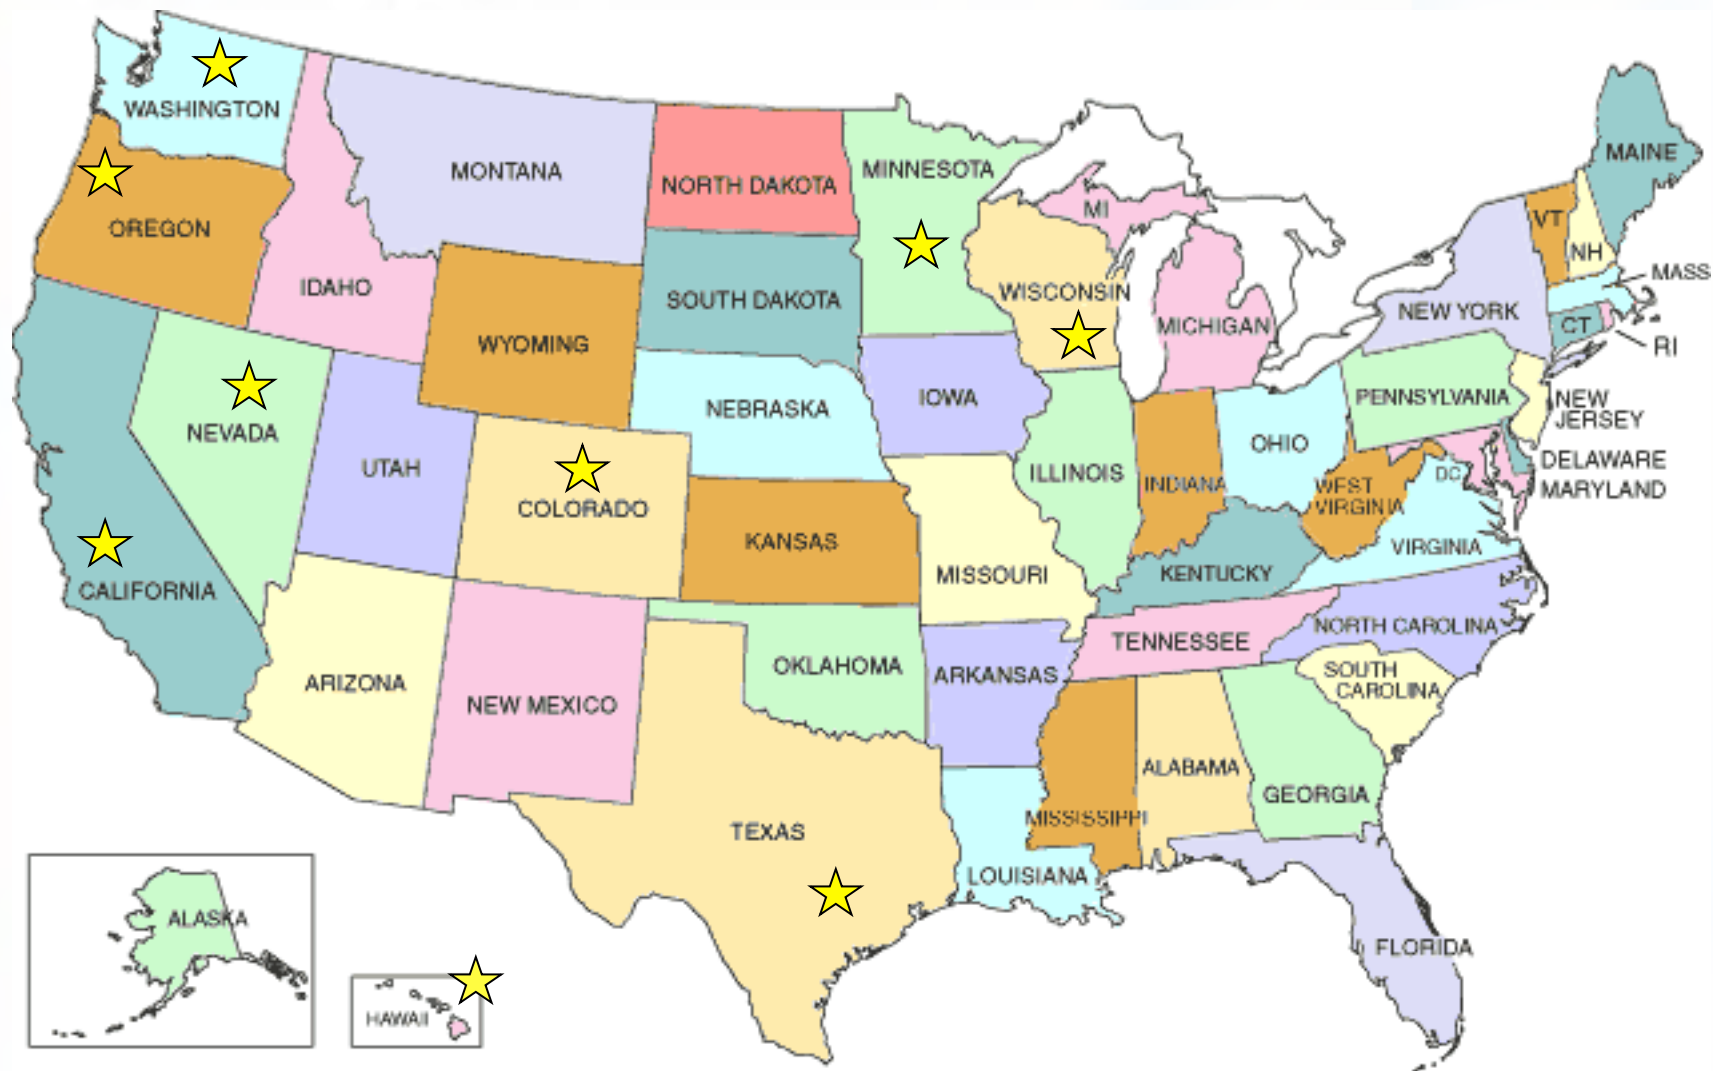 WASHINGTON
MONTANA
NORTH DAKOTA
MINNESOTA
MAINE
VT
NH
MASS
OREGON
IDAHO
MI
WISCONSIN
SOUTH DAKOTA
WYOMING
MICHIGAN
NEW YORK
CT
RI
NEVADA
UTAH
NEBRASKA
IOWA
PENNSYLVANIA
NEW
JERSEY
OHIO
ILLINOIS
INDIANA
DELAWARE
MARYLAND
DC
WEST
VIRGINIA
VIRGINIA
COLORADO
KANSAS
MISSOURI
KENTUCKY
CALIFORNIA
ARIZONA
NEW MEXICO
OKLAHOMA
ARKANSAS
TENNESSEE
NORTH CAROLINA
SOUTH
CAROLINA
TEXAS
LOUISIANA
MISSISSIPPI
ALABAMA
GEORGIA
FLORIDA
ALASKA
HAWAII